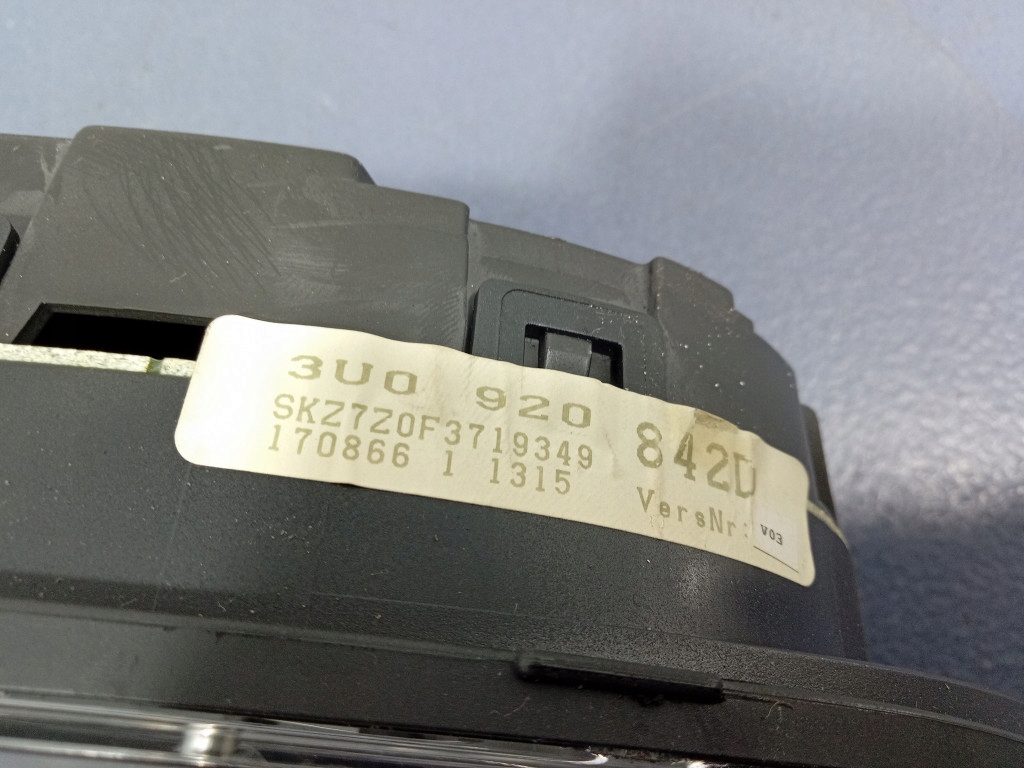 3U0 920 842D
SKZ7Z0F3719349
170866 1 1315
VersNr: V03